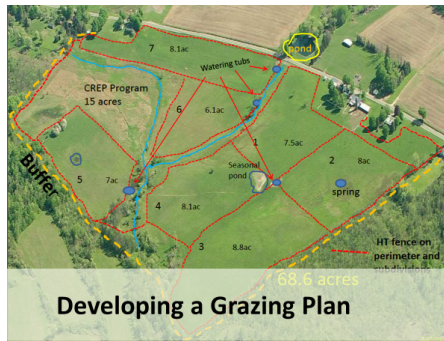 7 8.1ac
pond
Watering tubs
CREP Program
15 acres
6
6.1ac
1
7.5ac
2
8ac
Seasonal
pond
spring
Buffer
5
7ac
4
8.1ac
3
8.8ac
HT fence on
perimeter and
subdivisions
68.6 acres
Developing a Grazing Plan